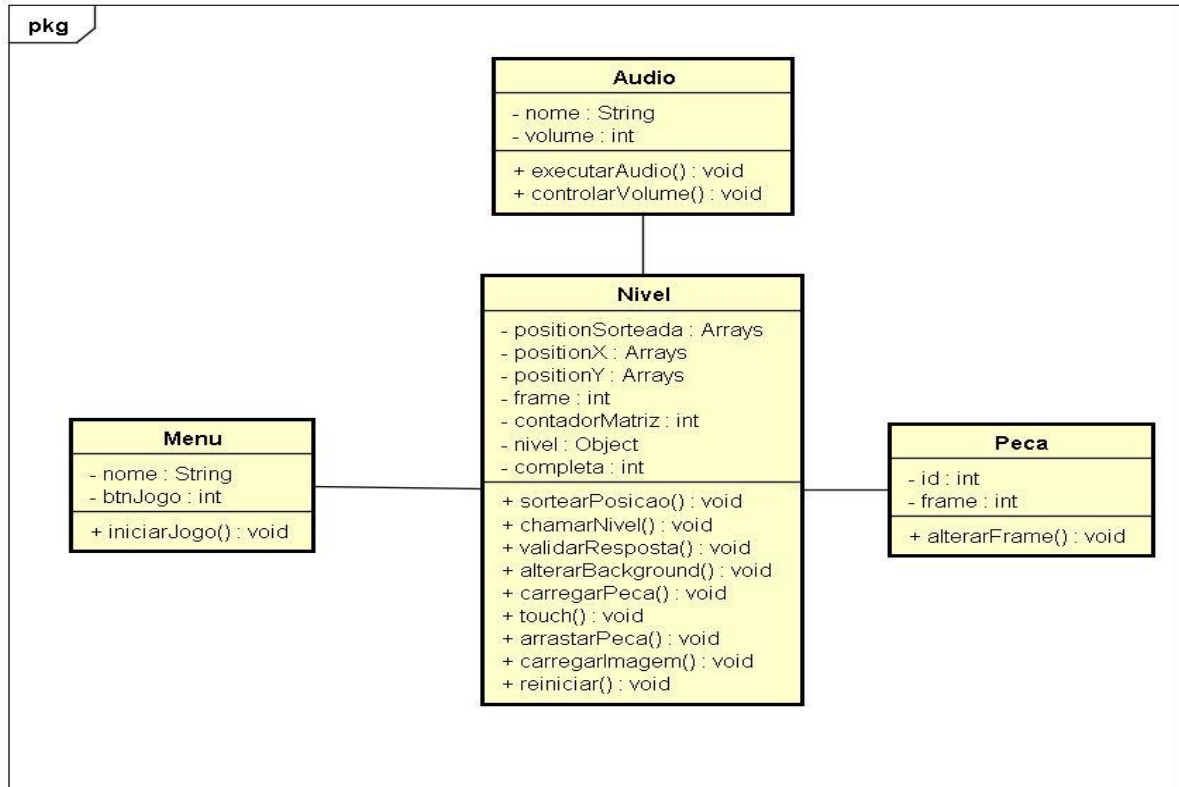 pkg
Audio
- nome : String
- volume : int
+ executarAudio() : void
+ controlarVolume() : void
Nivel
- positionSorteada : Arrays
- positionX : Arrays
- positionY : Arrays
- frame : int
- contadorMatriz : int
- nivel : Object
- completa : int
+ sortearPosicao() : void
+ chamarNivel() : void
+ validarResposta() : void
+ alterarBackground() : void
+ carregarPeca() : void
+ touch() : void
+ arrastarPeca() : void
+ carregarImagem() : void
+ reiniciar() : void
Menu
- nome : String
- btnJogo : int
+ iniciarJogo() : void
Peca
- id : int
- frame : int
+ alterarFrame() : void